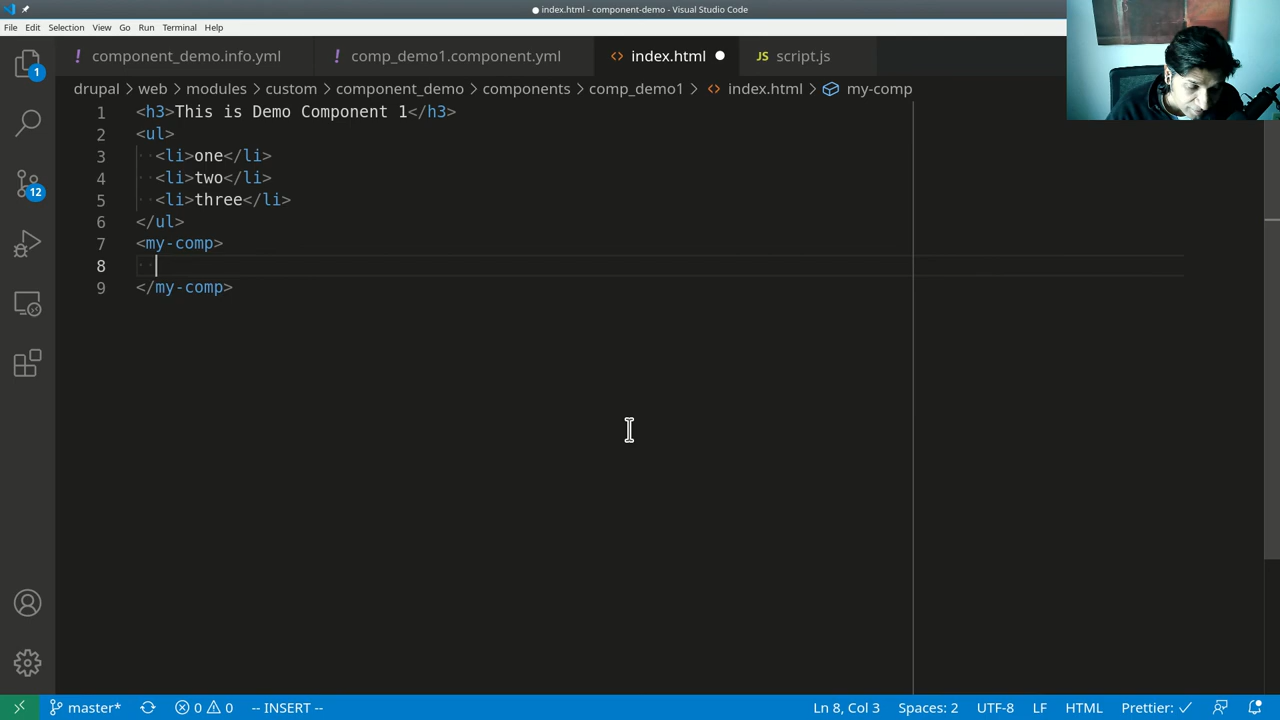 index.html - component-demo - Visual Studio Code
File Edit Selection View Go Run Terminal Help
! component_demo.info.yml ! comp_demo1.component.yml <> index.html JS script.js
drupal > web > modules > custom > component_demo > components > comp_demo1 > <> index.html > my-comp
1 <h3>This is Demo Component 1</h3>
2 <ul>
3 <li>one</li>
4 <li>two</li>
5 <li>three</li>
6 </ul>
7 <my-comp>
8
9 </my-comp>
1
12
master* 0 0 -- INSERT -- Ln 8, Col 3 Spaces: 2 UTF-8 LF HTML Prettier: ✓